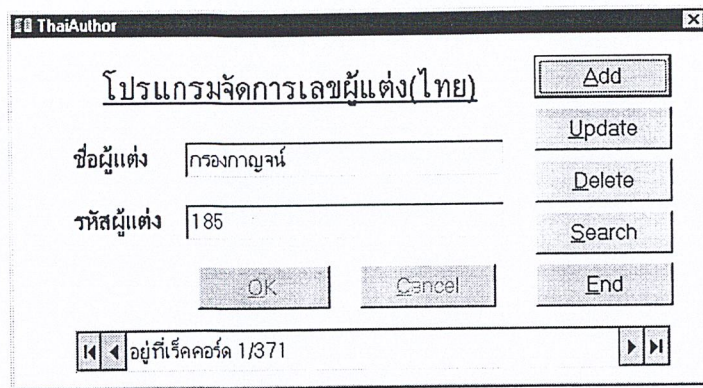 ThaiAuthor
โปรแกรมจัดการเลขผู้แต่ง(ไทย)
ชื่อผู้แต่ง กรองกาญจน์
รหัสผู้แต่ง 185
Add
Update
Delete
Search
End
OK Cancel
อยู่ที่เร็คคอร์ด 1/371